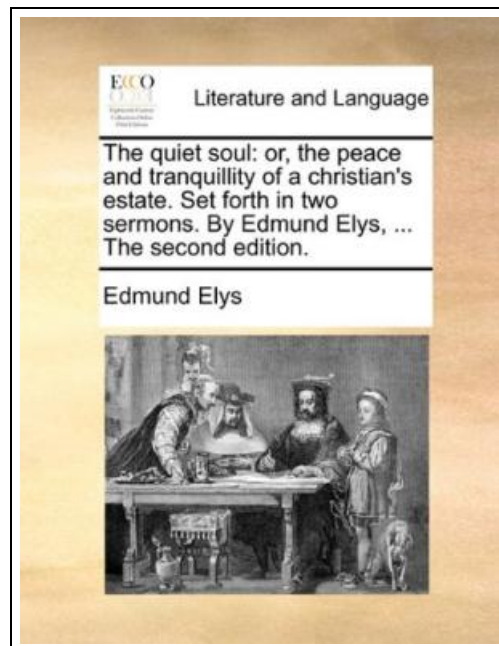 ECCO
Literature and Language
The quiet soul: or, the peace
and tranquillity of a christian's
estate. Set forth in two
sermons. By Edmund Elys, ...
The second edition.
Edmund Elys